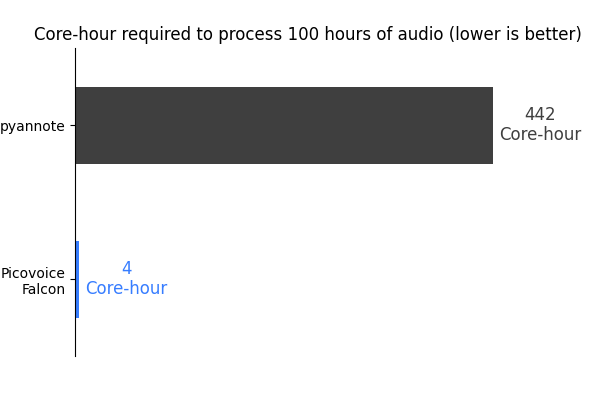 Core-hour required to process 100 hours of audio (lower is better)
pyannote
442
Core-hour
Picovoice
Falcon
4
Core-hour